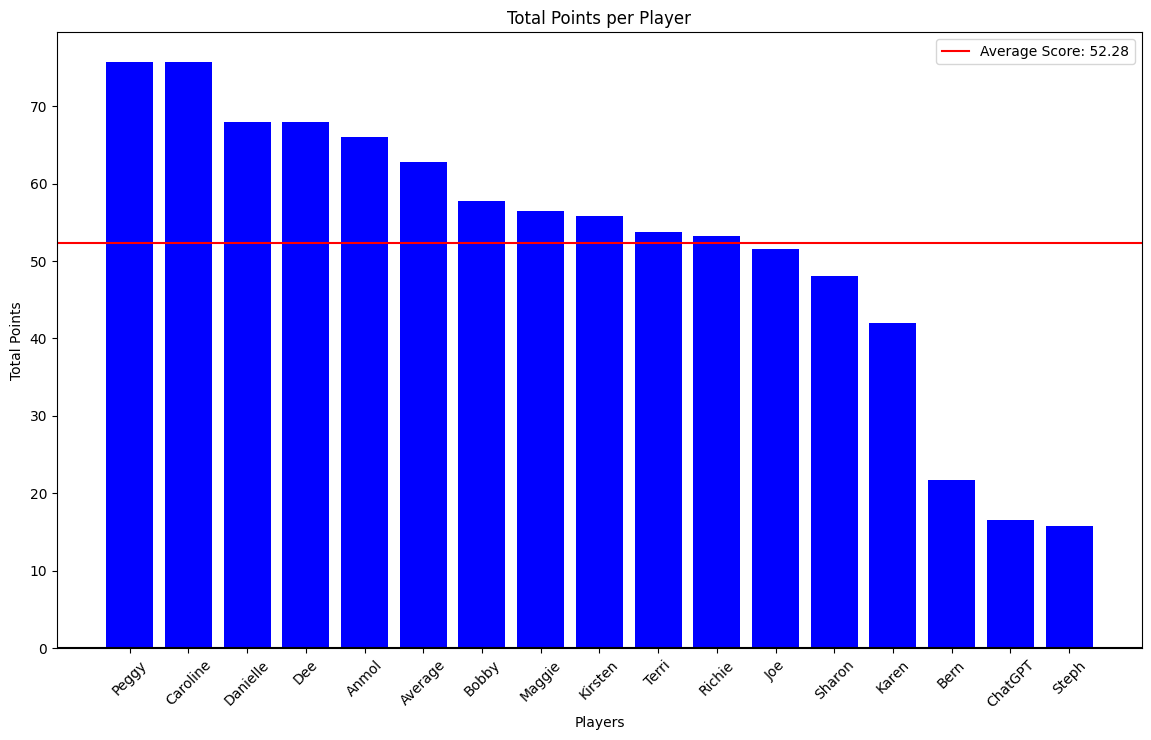 Total Points per Player
Average Score: 52.28
Total Points
70
60
50
40
30
20
10
0
Peggy
Caroline
Danielle
Dee
Anmol
Average
Bobby
Maggie
Kirsten
Terri
Richie
Joe
Sharon
Karen
Bern
ChatGPT
Steph
Players